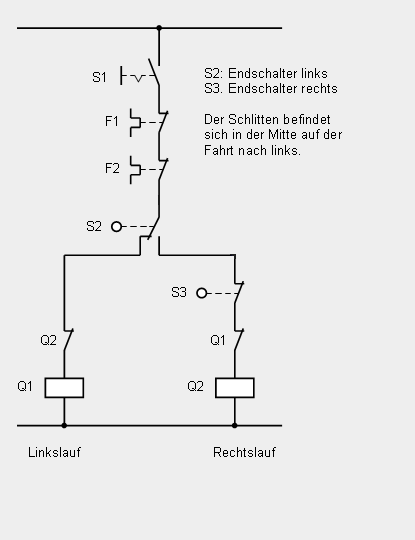 S1
S2: Endschalter links
S3. Endschalter rechts
F1
Der Schlitten befindet
sich in der Mitte auf der
Fahrt nach links.
F2
S2
S3
Q2
Q1
Q1
Q2
Linkslauf
Rechtslauf